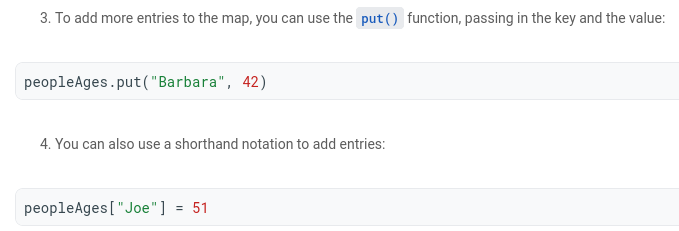 3. To add more entries to the map, you can use the put() function, passing in the key and the value:
peopleAges.put("Barbara", 42)
4. You can also use a shorthand notation to add entries:
peopleAges["Joe"] = 51